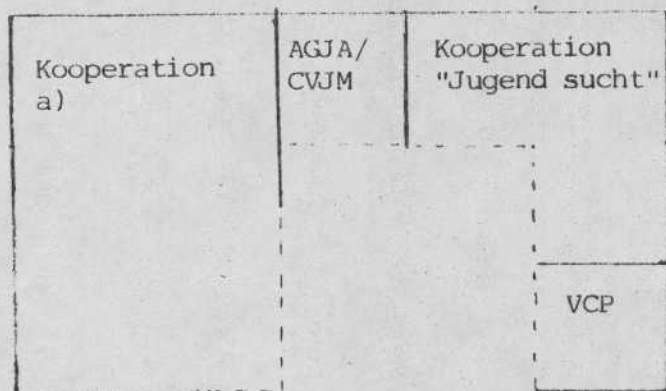 Kooperation
a)
AGJA/
CVJM
Kooperation
"Jugend sucht"
VCP